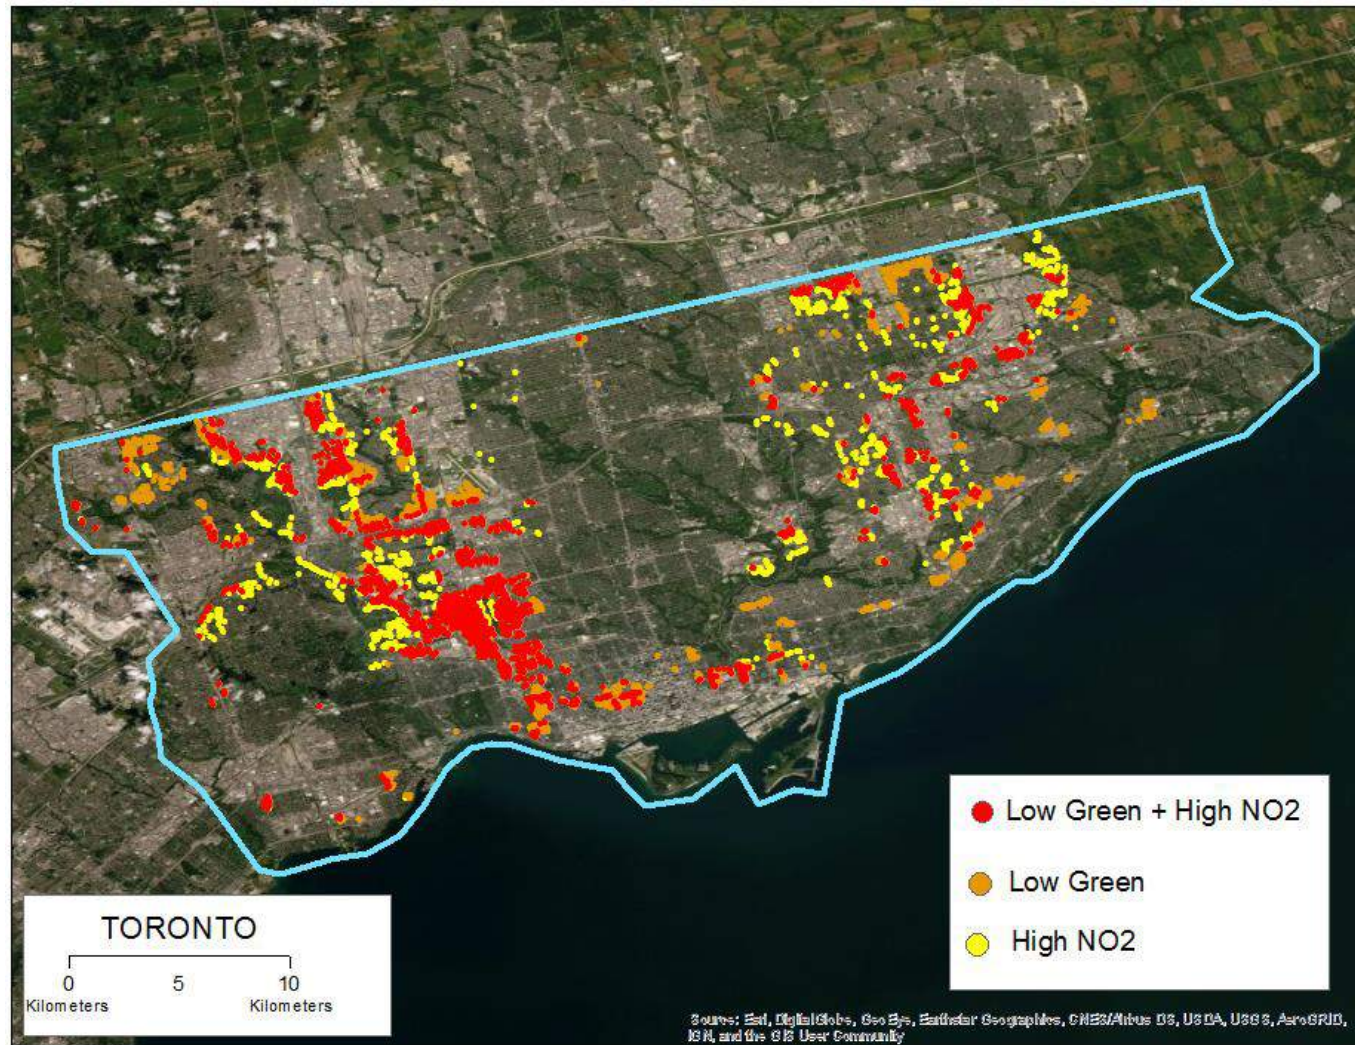 Low Green + High NO2
Low Green
High NO2
TORONTO
0 5 10
Kilometers Kilometers
Source: Esri, DigitalGlobe, GeoEye, Earthstar Geographics, CNES/Airbus DS, USDA, USGS, AeroGRID,
IGN, and the GIS User Community